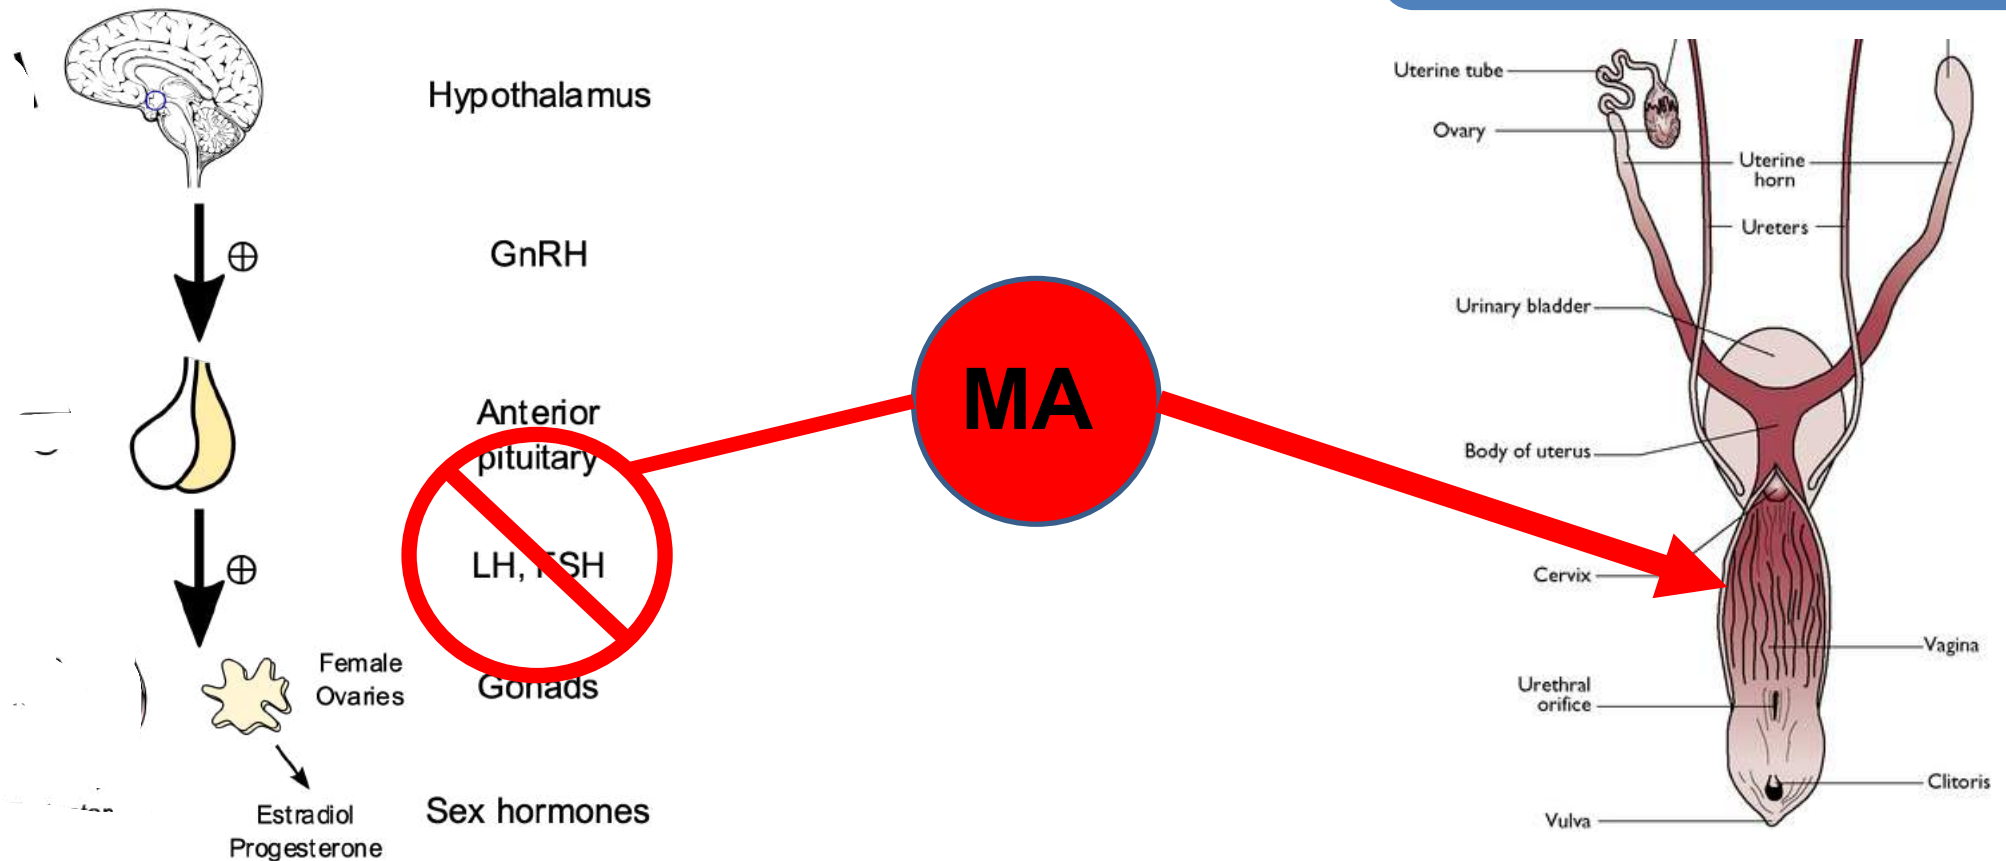 Hypothalamus
GnRH
Anterior
pituitary
LH, FSH
Female
Ovaries
Gonads
Estradiol
Progesterone
Sex hormones
MA
Uterine tube
Ovary
Uterine
horn
Ureters
Urinary bladder
Body of uterus
Cervix
Vagina
Urethral
orifice
Clitoris
Vulva